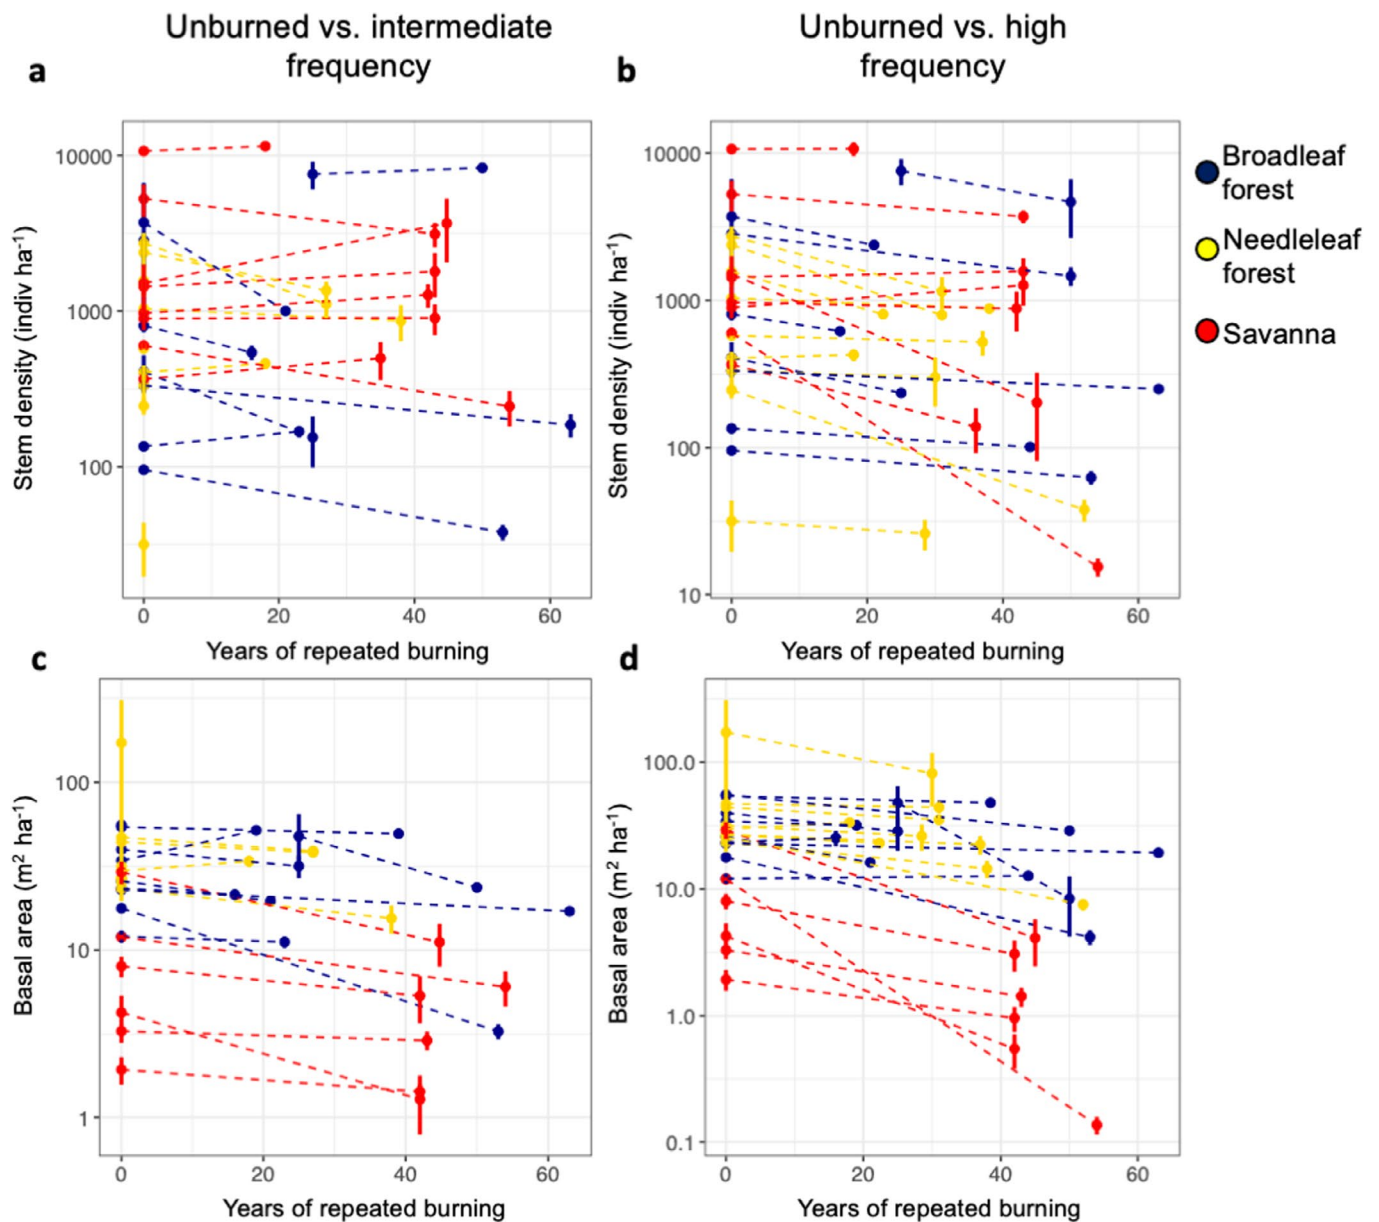 Unburned vs. intermediate
frequency
Unburned vs. high
frequency
a
b
Stem density (indiv ha⁻¹)
10000
1000
100
0
20
40
60
Years of repeated burning
Stem density (indiv ha⁻¹)
10000
1000
100
10
0
20
40
60
Years of repeated burning
Broadleaf
forest
Needleleaf
forest
Savanna
c
d
Basal area (m² ha⁻¹)
100
10
1
0
20
40
60
Years of repeated burning
Basal area (m² ha⁻¹)
100.0
10.0
1.0
0.1
0
20
40
60
Years of repeated burning